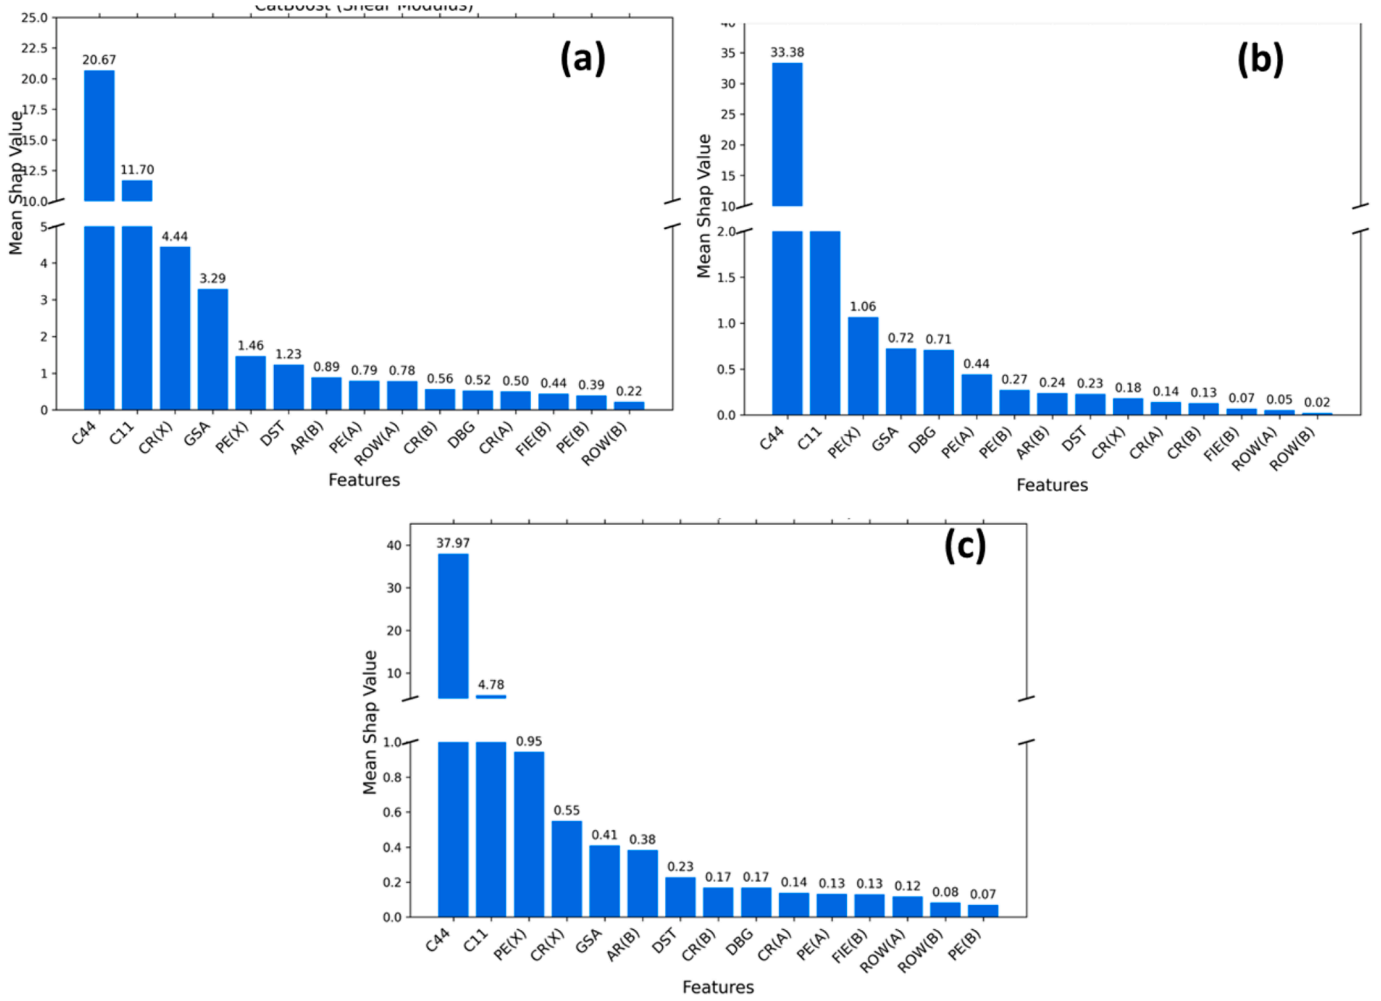 CatBoost (Shear Modulus)
(a)
Mean Shap Value
25.0
22.5
20.0
17.5
15.0
12.5
10.0
5
4
3
2
1
0
20.67
11.70
4.44
3.29
1.46
1.23
0.89
0.79
0.78
0.56
0.52
0.50
0.44
0.39
0.22
C44
C11
CR(X)
GSA
PE(X)
DST
AR(B)
PE(A)
ROW(A)
CR(B)
DBG
CR(A)
FIE(B)
PE(B)
ROW(B)
Features
(b)
Mean Shap Value
40
35
30
25
20
15
10
2.0
1.5
1.0
0.5
0.0
33.38
1.06
0.72
0.71
0.44
0.27
0.24
0.23
0.18
0.14
0.13
0.07
0.05
0.02
C44
C11
PE(X)
GSA
DBG
PE(A)
PE(B)
AR(B)
DST
CR(X)
CR(A)
CR(B)
FIE(B)
ROW(A)
ROW(B)
Features
(c)
Mean Shap Value
40
30
20
10
1.0
0.8
0.6
0.4
0.2
0.0
37.97
4.78
0.95
0.55
0.41
0.38
0.23
0.17
0.17
0.14
0.13
0.13
0.12
0.08
0.07
C44
C11
PE(X)
CR(X)
GSA
AR(B)
DST
CR(B)
DBG
CR(A)
PE(A)
FIE(B)
ROW(A)
ROW(B)
PE(B)
Features